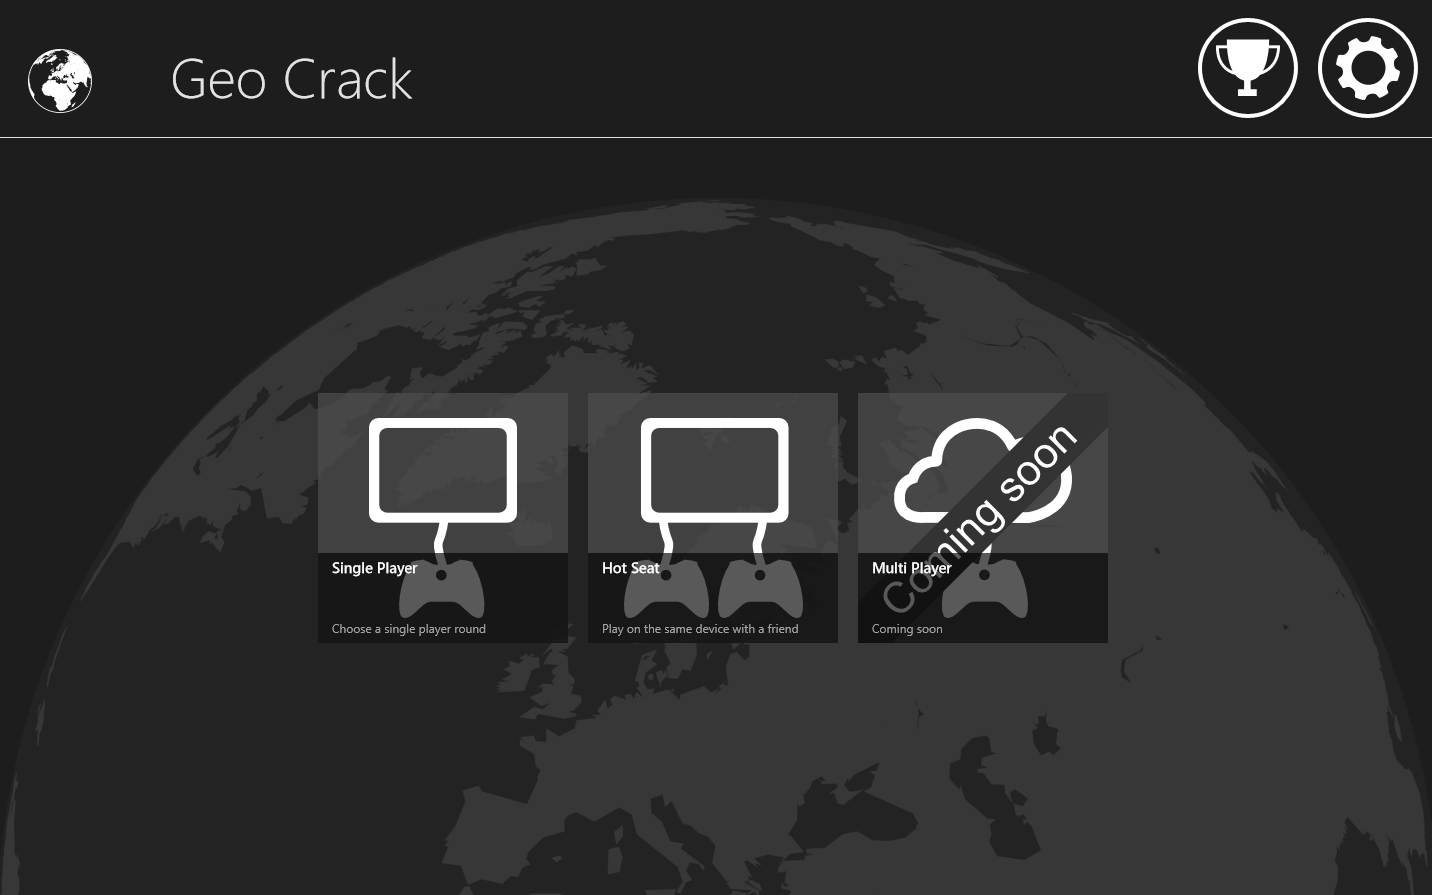 Geo Crack
Single Player
Choose a single player round
Hot Seat
Play on the same device with a friend
Coming soon
Multi Player
Coming soon